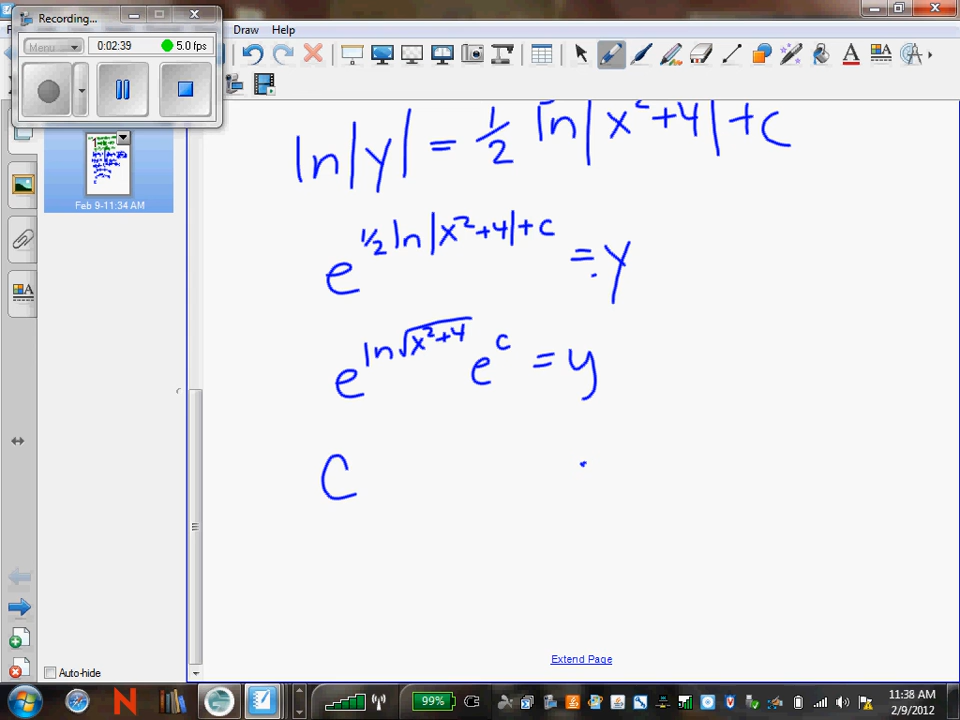 Recording...
Menu
0:02:39
5.0 fps
Draw Help
ln|y| = 1/2 ln|x²+4|+c
e^{1/2 ln|x²+4|+c} = y
e^{ln√(x²+4)} e^c = y
C
1
Feb 9-11:34 AM
Auto-hide
Extend Page
99%
11:38 AM
2/9/2012